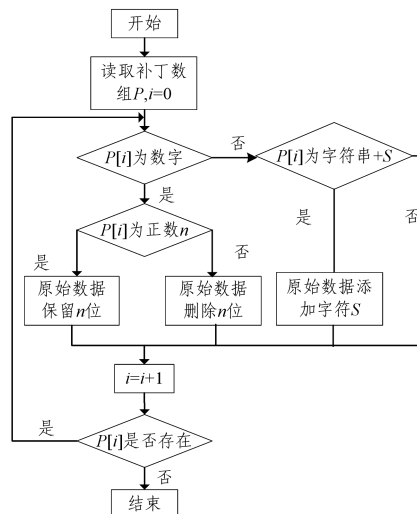 开始
读取补丁数
组P,i=0
P[i]为数字
否
P[i]为字符串+S
是
P[i]为正数n
是
否
是
否
原始数据
保留n位
原始数据
删除n位
原始数据添
加字符S
i=i+1
是
P[i]是否存在
否
结束